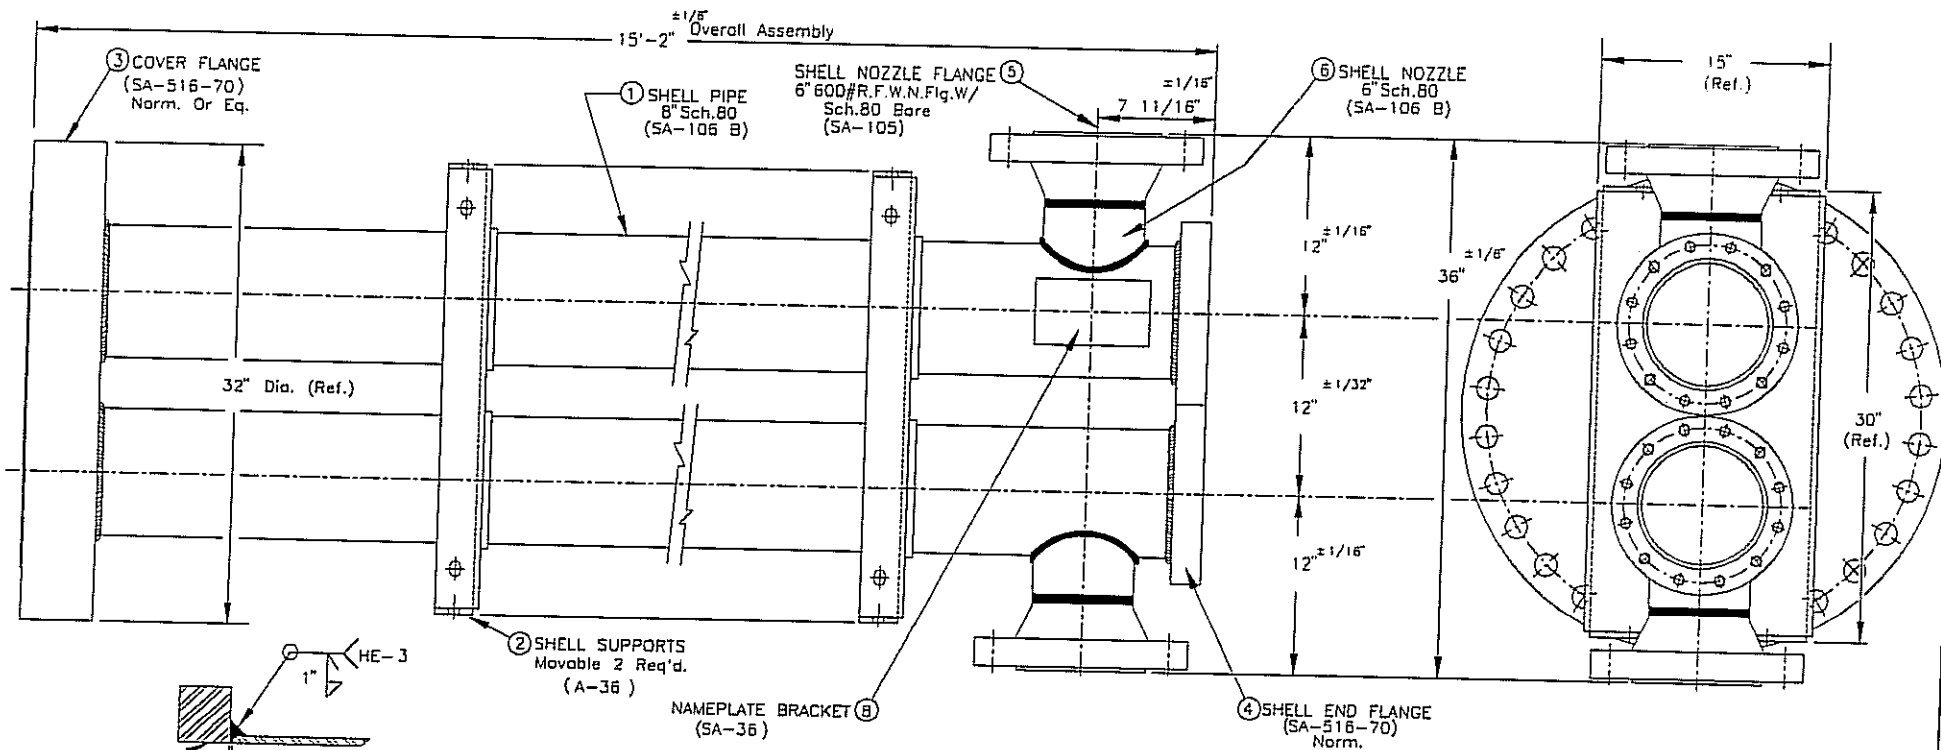 ±1/8"
15'-2" Overall Assembly
③ COVER FLANGE
(SA-516-70)
Norm. Or Eq.
① SHELL PIPE
8" Sch.80
(SA-106 B)
SHELL NOZZLE FLANGE ⑤
6" 600# R.F.W.N.Flg.W/
Sch.80 Bore
(SA-105)
±1/16"
7 11/16"
⑥ SHELL NOZZLE
6" Sch.80
(SA-106 B)
15"
(Ref.)
12" ±1/16"
36" ±1/8"
32" Dia. (Ref.)
12" ±1/32"
30"
(Ref.)
12" ±1/16"
② SHELL SUPPORTS
Movable 2 Req'd.
(A-36)
HE-3
1"
NAMEPLATE BRACKET ⑧
(SA-36)
④ SHELL END FLANGE
(SA-516-70)
Norm.